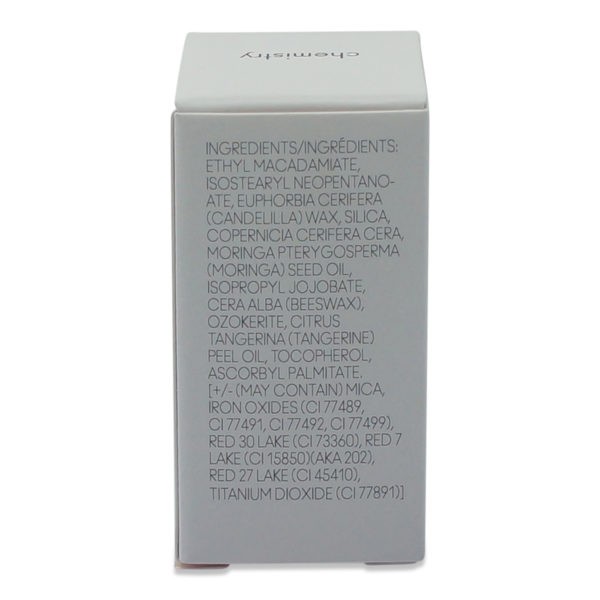 chemistry
INGREDIENTS/INGRÉDIENTS:
ETHYL MACADAMIATE,
ISOSTEARYL NEOPENTANO-
ATE, EUPHORBIA CERIFERA
(CANDELILLA) WAX, SILICA,
COPERNICIA CERIFERA CERA,
MORINGA PTERYGOSPERMA
(MORINGA) SEED OIL,
ISOPROPYL JOJOBATE,
CERA ALBA (BEESWAX),
OZOKERITE, CITRUS
TANGERINA (TANGERINE)
PEEL OIL, TOCOPHEROL,
ASCORBYL PALMITATE.
[+/- (MAY CONTAIN) MICA,
IRON OXIDES (CI 77489,
CI 77491, CI 77492, CI 77499),
RED 30 LAKE (CI 73360), RED 7
LAKE (CI 15850)(AKA 202),
RED 27 LAKE (CI 45410),
TITANIUM DIOXIDE (CI 77891)]